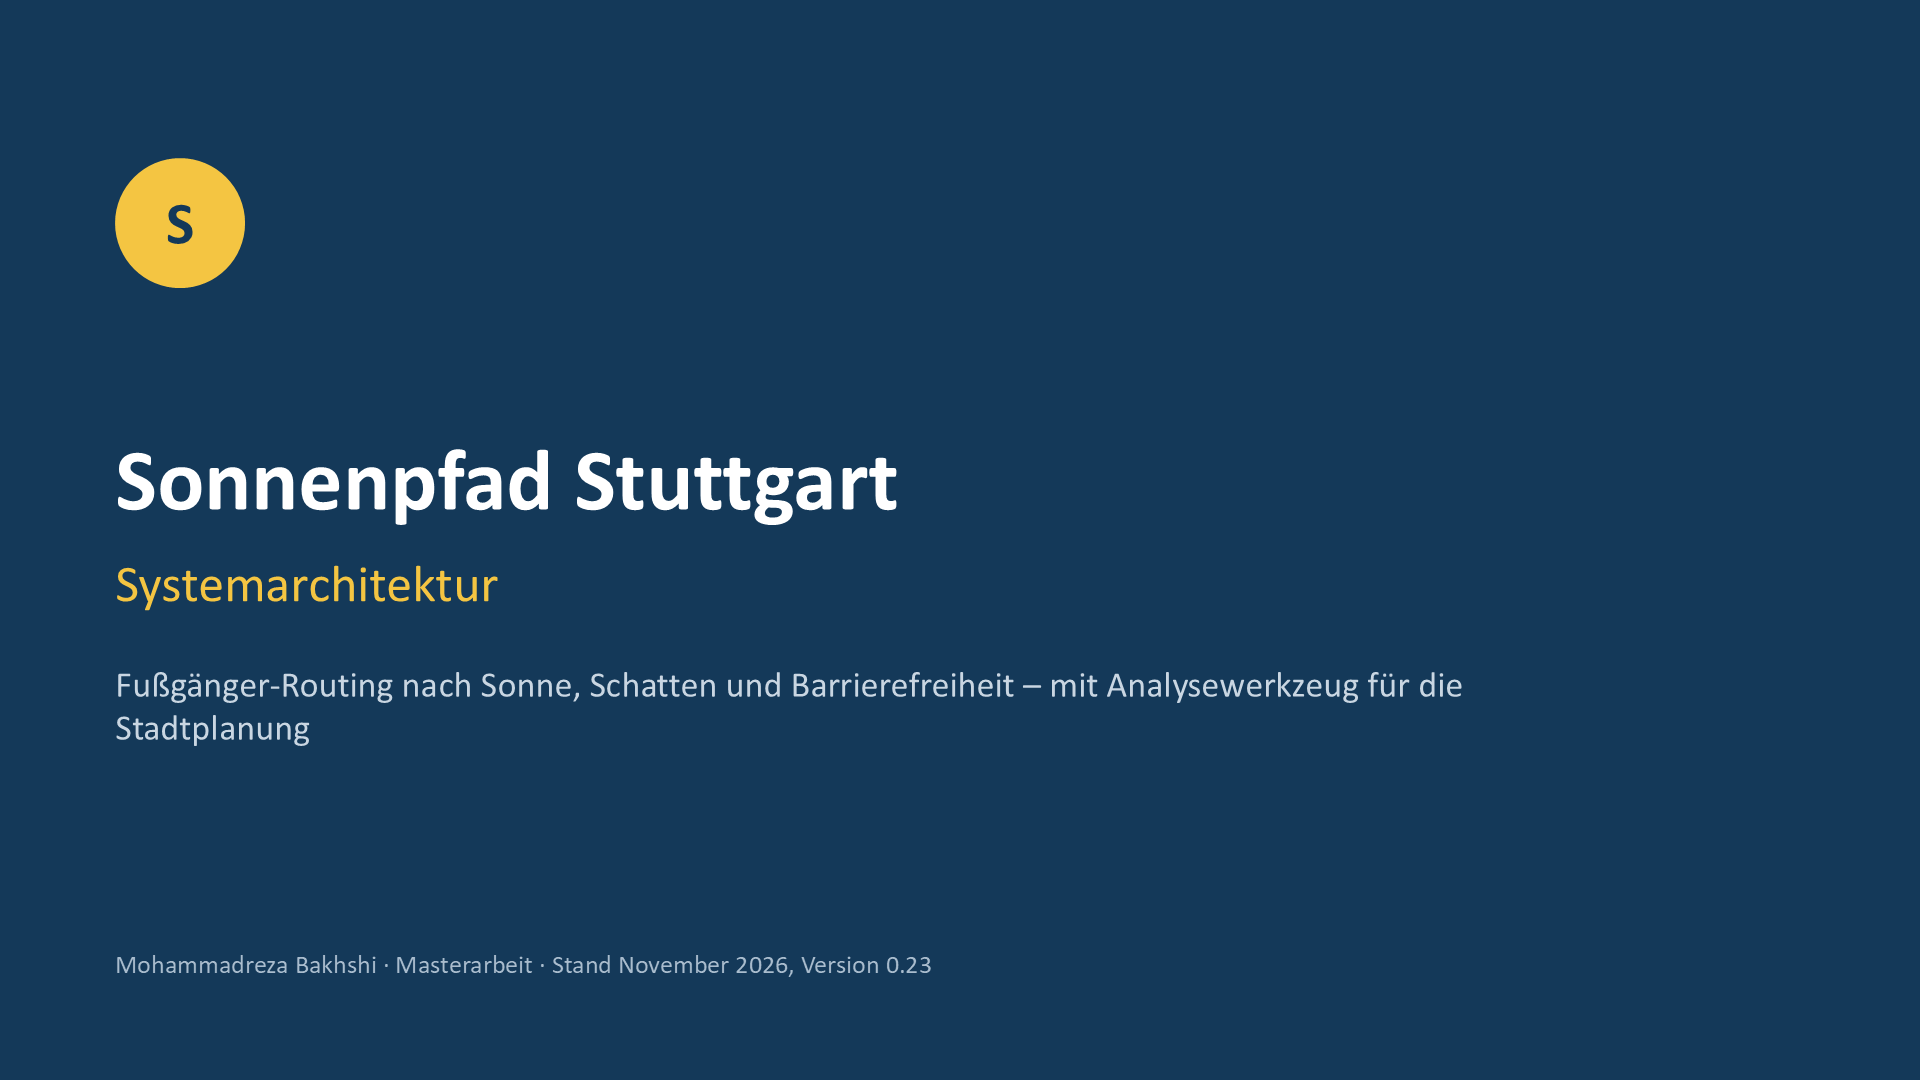 S
Sonnenpfad Stuttgart
Systemarchitektur
Fußgänger-Routing nach Sonne, Schatten und Barrierefreiheit – mit Analysewerkzeug für die
Stadtplanung
Mohammadreza Bakhshi · Masterarbeit · Stand November 2026, Version 0.23